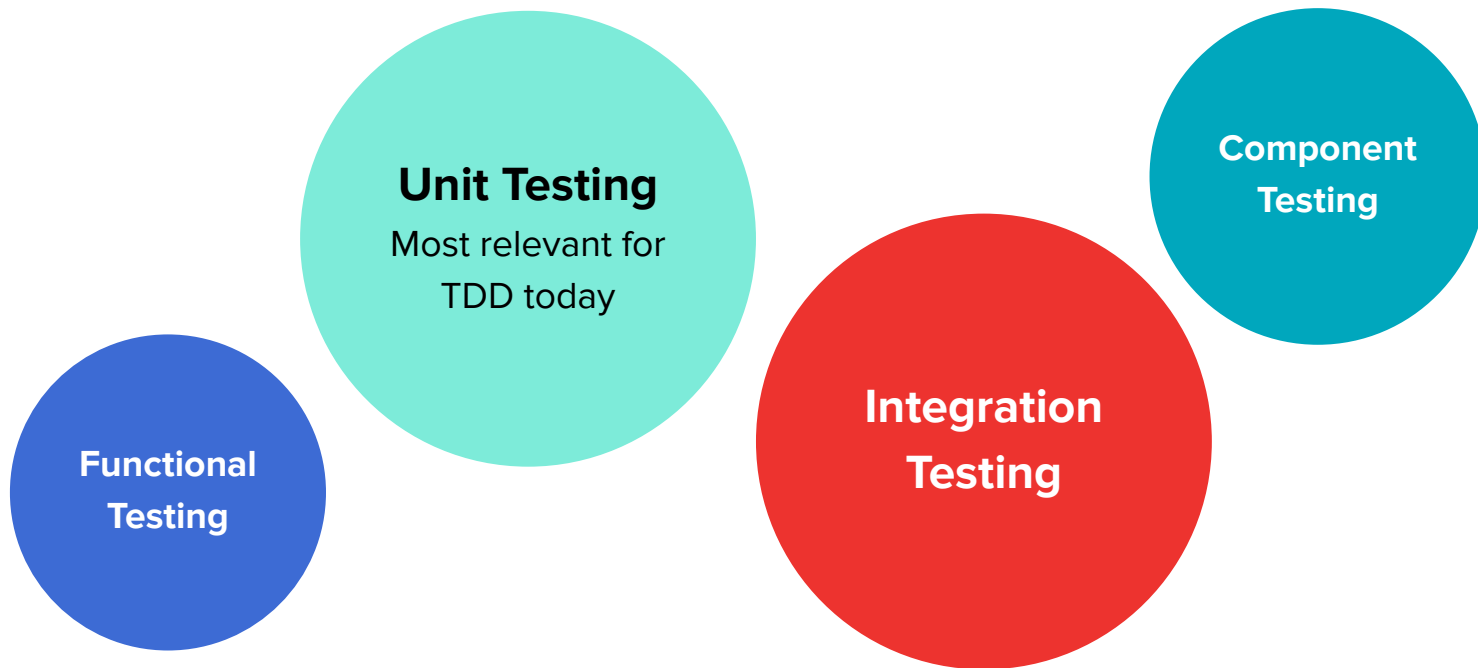 Unit Testing
Most relevant for
TDD today
Component
Testing
Functional
Testing
Integration
Testing